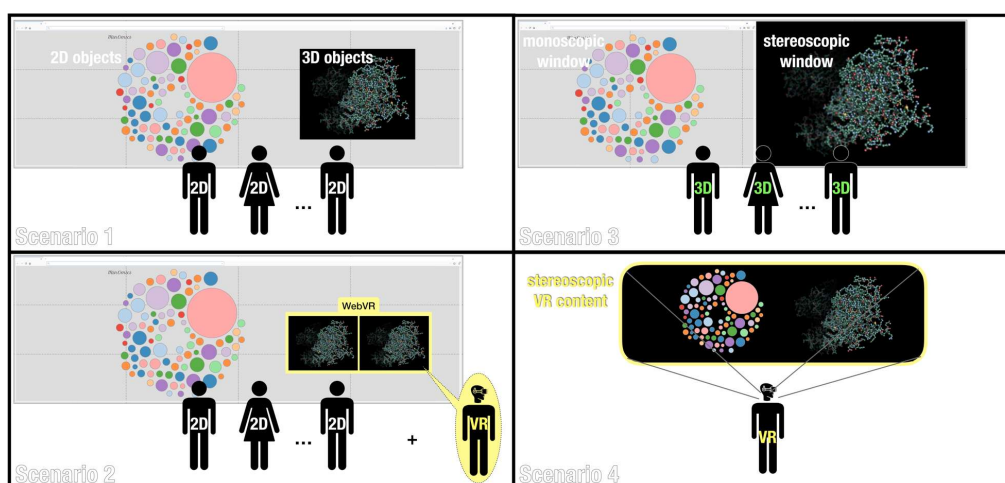 2D objects
3D objects
2D
2D
...
2D
Scenario 1
monoscopic
window
stereoscopic
window
3D
3D
...
3D
Scenario 3
WebVR
2D
2D
...
2D
+
VR
Scenario 2
stereoscopic
VR content
VR
Scenario 4